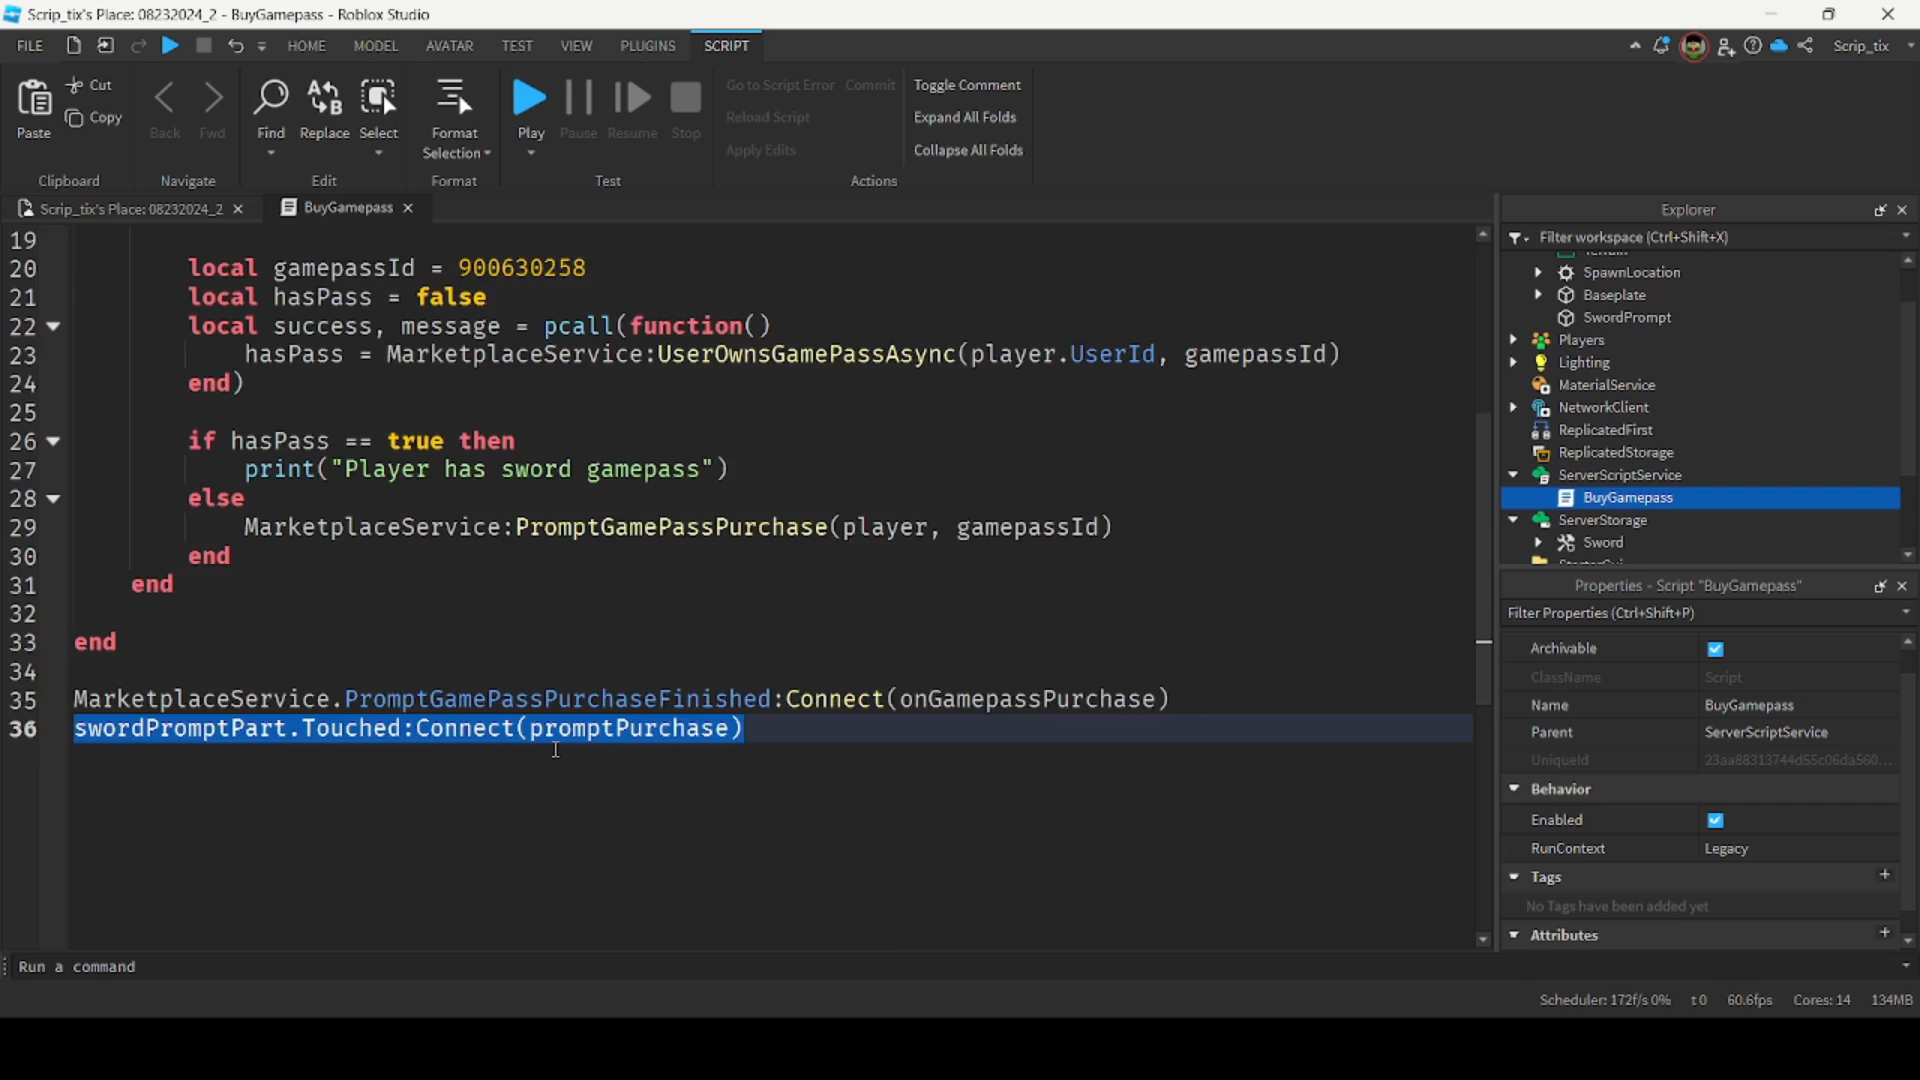 Scrip_tix's Place: 08232024_2 - BuyGamepass - Roblox Studio
FILE HOME MODEL AVATAR TEST VIEW PLUGINS SCRIPT Scrip_tix
Paste Cut Copy
Clipboard
Back Fwd
Navigate
Find Replace Select
Edit
Format Selection
Format
Play Pause Resume Stop
Test
Go to Script Error Commit
Reload Script
Apply Edits
Toggle Comment
Expand All Folds
Collapse All Folds
Actions
Scrip_tix's Place: 08232024_2 BuyGamepass
19
20 local gamepassId = 900630258
21 local hasPass = false
22 local success, message = pcall(function()
23 hasPass = MarketplaceService:UserOwnsGamePassAsync(player.UserId, gamepassId)
24 end)
25
26 if hasPass == true then
27 print("Player has sword gamepass")
28 else
29 MarketplaceService:PromptGamePassPurchase(player, gamepassId)
30 end
31 end
32
33 end
34
35 MarketplaceService.PromptGamePassPurchaseFinished:Connect(onGamepassPurchase)
36 swordPromptPart.Touched:Connect(promptPurchase)
Run a command
Explorer
Filter workspace (Ctrl+Shift+X)
SpawnLocation
Baseplate
SwordPrompt
Players
Lighting
MaterialService
NetworkClient
ReplicatedFirst
ReplicatedStorage
ServerScriptService
BuyGamepass
ServerStorage
Sword
Properties - Script "BuyGamepass"
Filter Properties (Ctrl+Shift+P)
Archivable
ClassName Script
Name BuyGamepass
Parent ServerScriptService
UniqueId 23aa88313744d55c06da560...
Behavior
Enabled
RunContext Legacy
Tags +
No Tags have been added yet
Attributes +
Scheduler: 172f/s 0% t 0 60.6fps Cores: 14 134MB